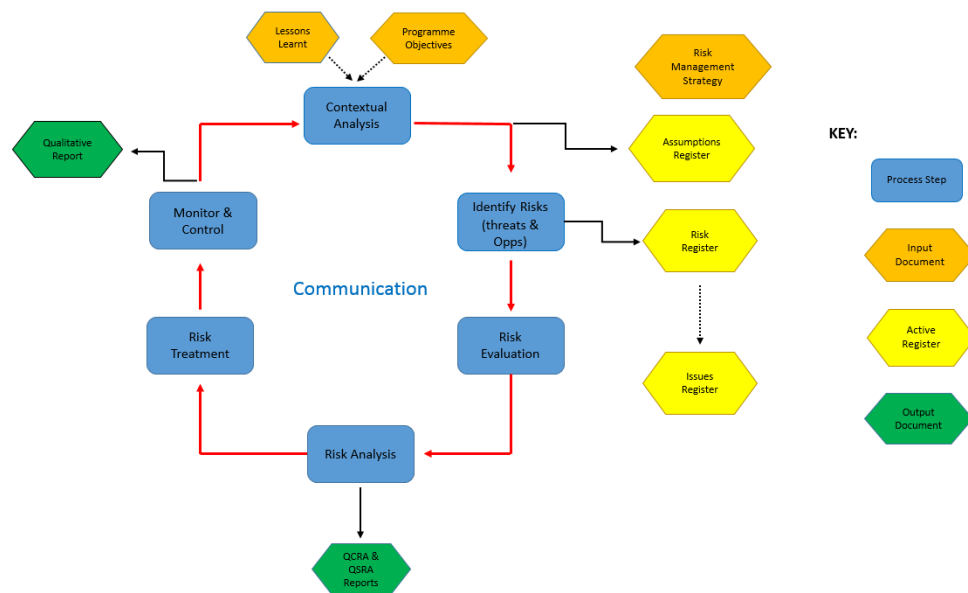 Lessons
Learnt
Programme
Objectives
Risk
Management
Strategy
Contextual
Analysis
Assumptions
Register
KEY:
Qualitative
Report
Process Step
Monitor &
Control
Identify Risks
(threats &
Opps)
Risk
Register
Input
Document
Communication
Risk
Treatment
Risk
Evaluation
Active
Register
Issues
Register
Output
Document
Risk Analysis
QCRA &
QSRA
Reports